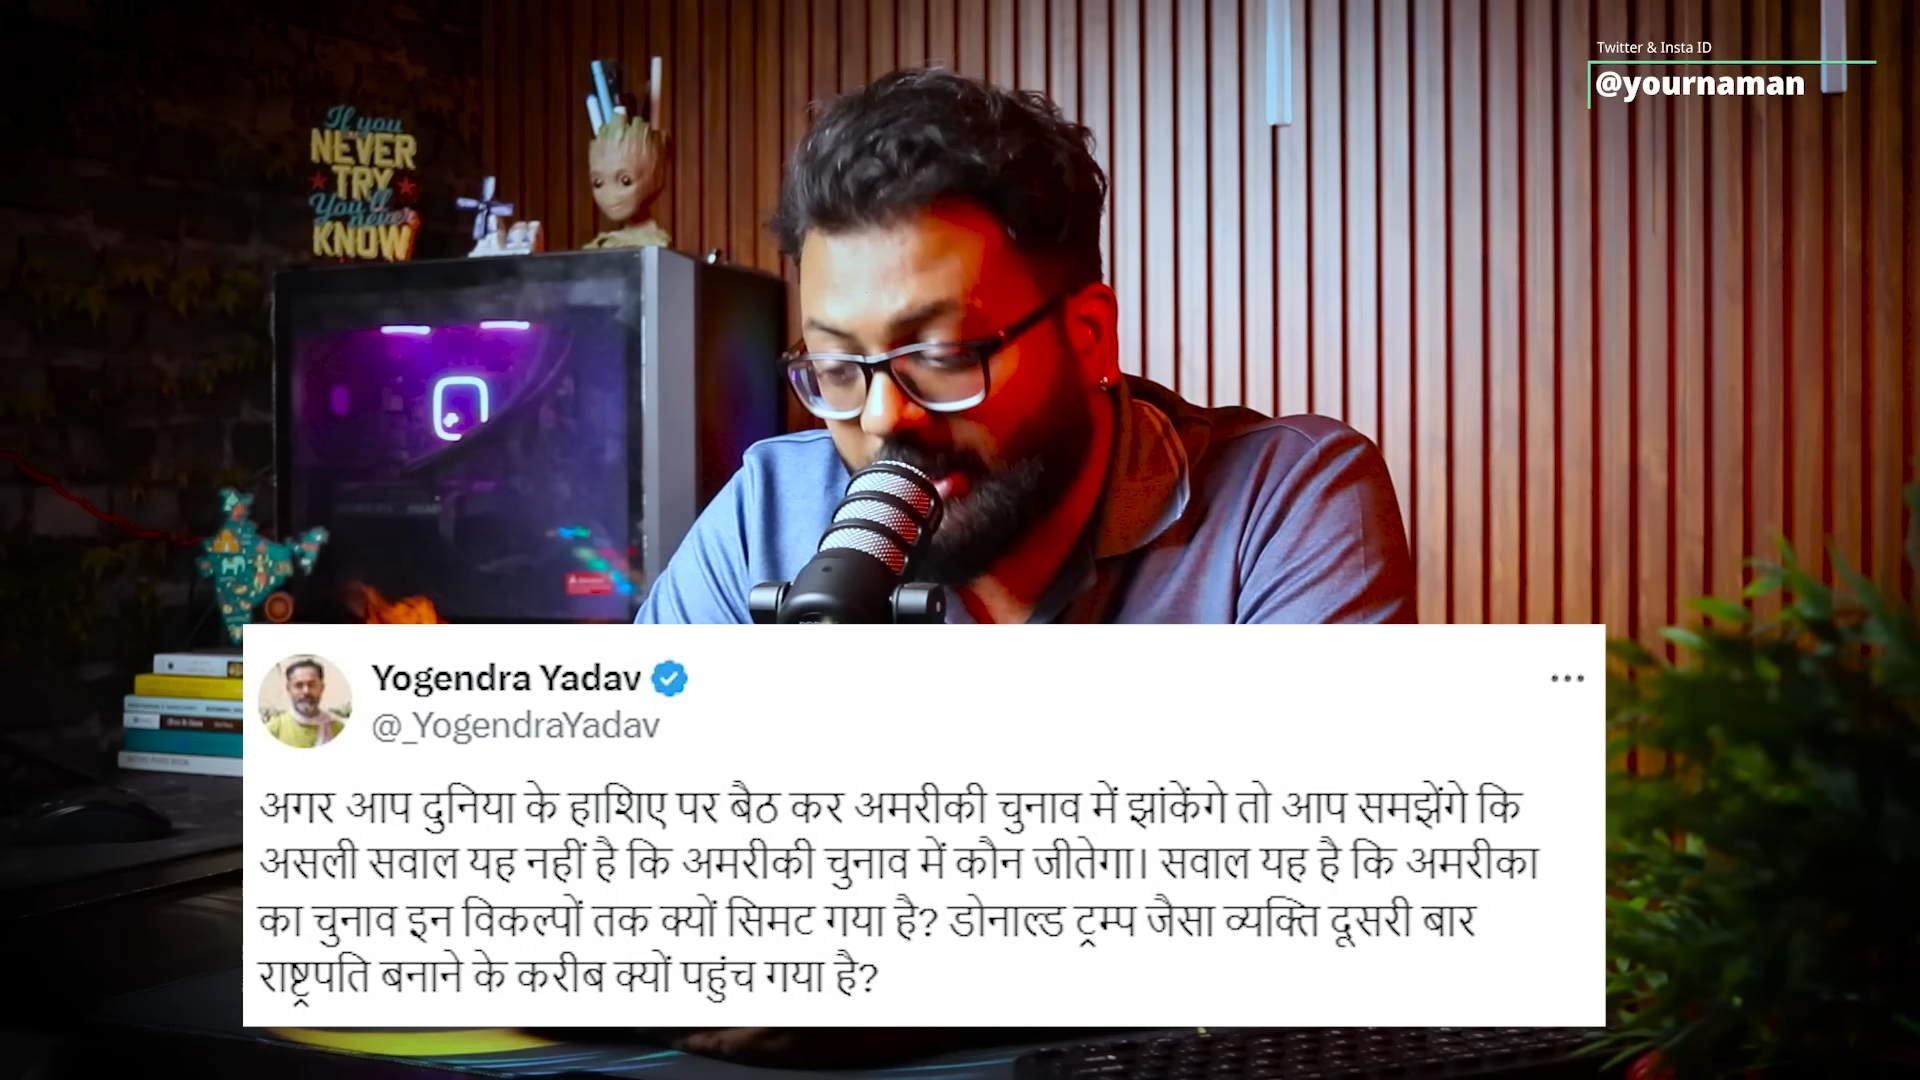 Twitter & Insta ID
@yournaman
If you
NEVER
TRY
You'll
never
KNOW
Yogendra Yadav
@_YogendraYadav
अगर आप दुनिया के हाशिए पर बैठ कर अमरीकी चुनाव में झांकेंगे तो आप समझेंगे कि
असली सवाल यह नहीं है कि अमरीकी चुनाव में कौन जीतेगा। सवाल यह है कि अमरीका
का चुनाव इन विकल्पों तक क्यों सिमट गया है? डोनाल्ड ट्रम्प जैसा व्यक्ति दूसरी बार
राष्ट्रपति बनाने के करीब क्यों पहुंच गया है?